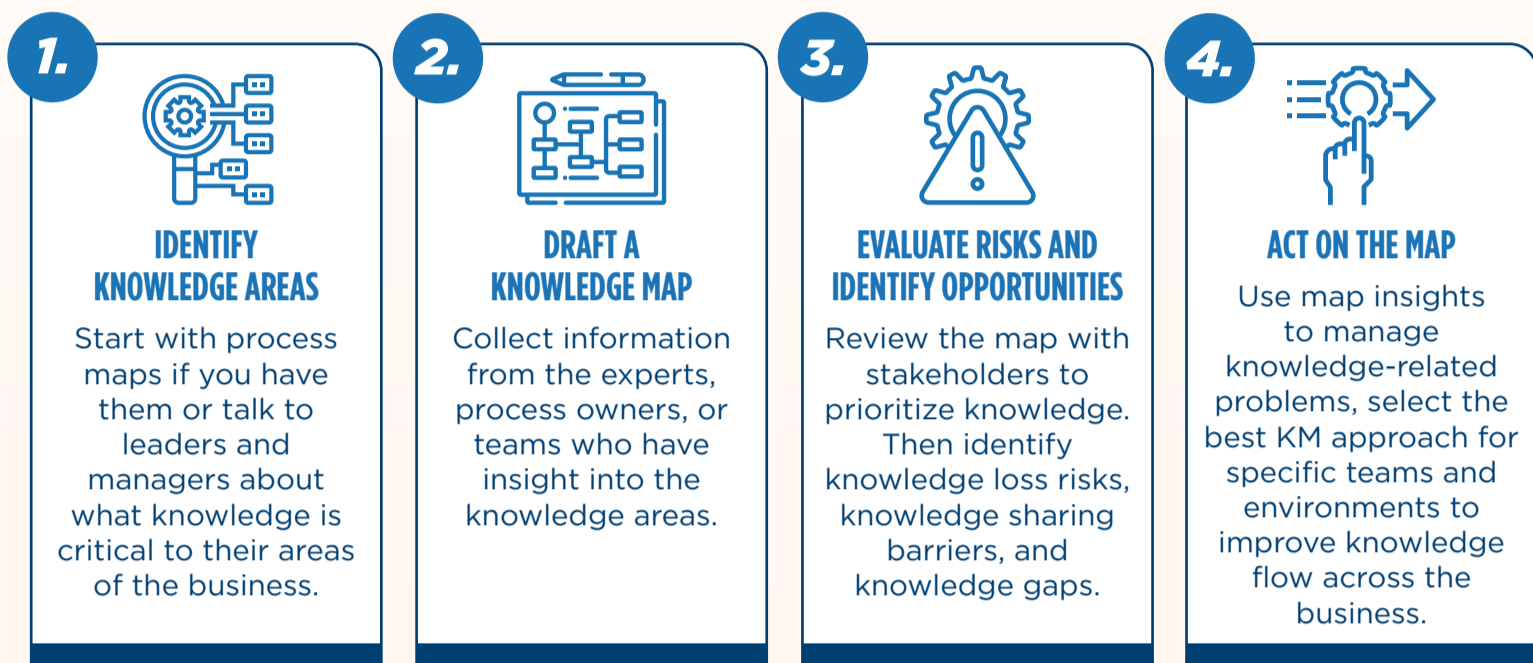 1.
IDENTIFY
KNOWLEDGE AREAS
Start with process
maps if you have
them or talk to
leaders and
managers about
what knowledge is
critical to their areas
of the business.
2.
DRAFT A
KNOWLEDGE MAP
Collect information
from the experts,
process owners, or
teams who have
insight into the
knowledge areas.
3.
EVALUATE RISKS AND
IDENTIFY OPPORTUNITIES
Review the map with
stakeholders to
prioritize knowledge.
Then identify
knowledge loss risks,
knowledge sharing
barriers, and
knowledge gaps.
4.
ACT ON THE MAP
Use map insights
to manage
knowledge-related
problems, select the
best KM approach for
specific teams and
environments to
improve knowledge
flow across the
business.